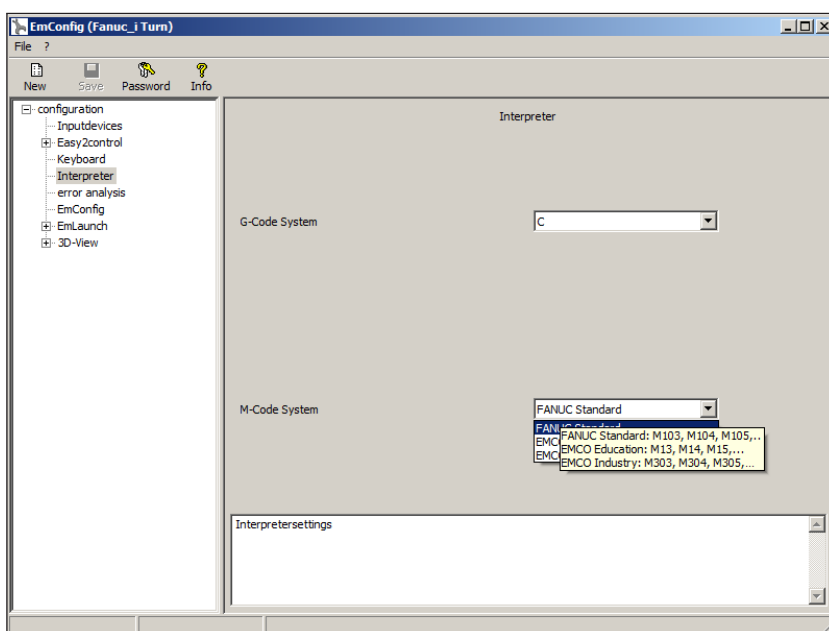 EmConfig (Fanuc_i Turn)
File ?
New Save Password Info
configuration
Inputdevices
Easy2control
Keyboard
Interpreter
error analysis
EmConfig
EmLaunch
3D-View
Interpreter
G-Code System C
M-Code System FANUC Standard
FANUC Standard: M103, M104, M105,..
EMCO Education: M13, M14, M15,...
EMCO Industry: M303, M304, M305,...
Interpretersettings